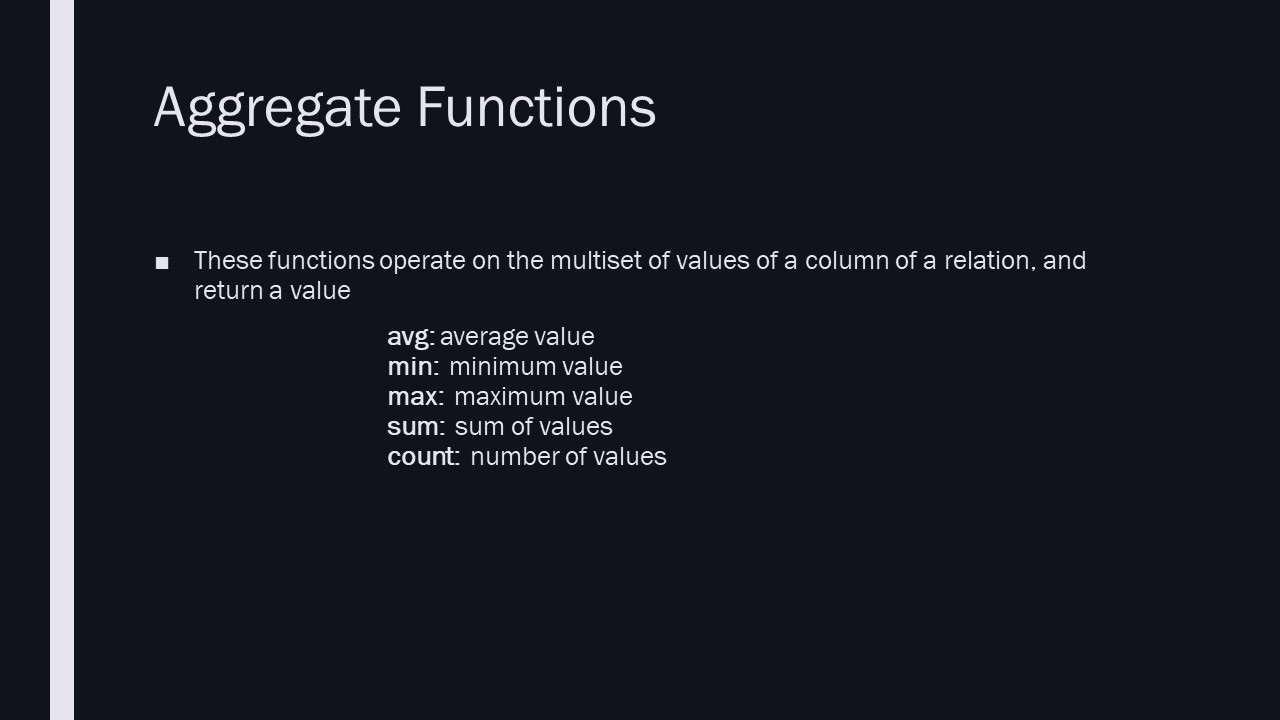 Aggregate Functions
■ These functions operate on the multiset of values of a column of a relation, and
return a value
avg: average value
min: minimum value
max: maximum value
sum: sum of values
count: number of values